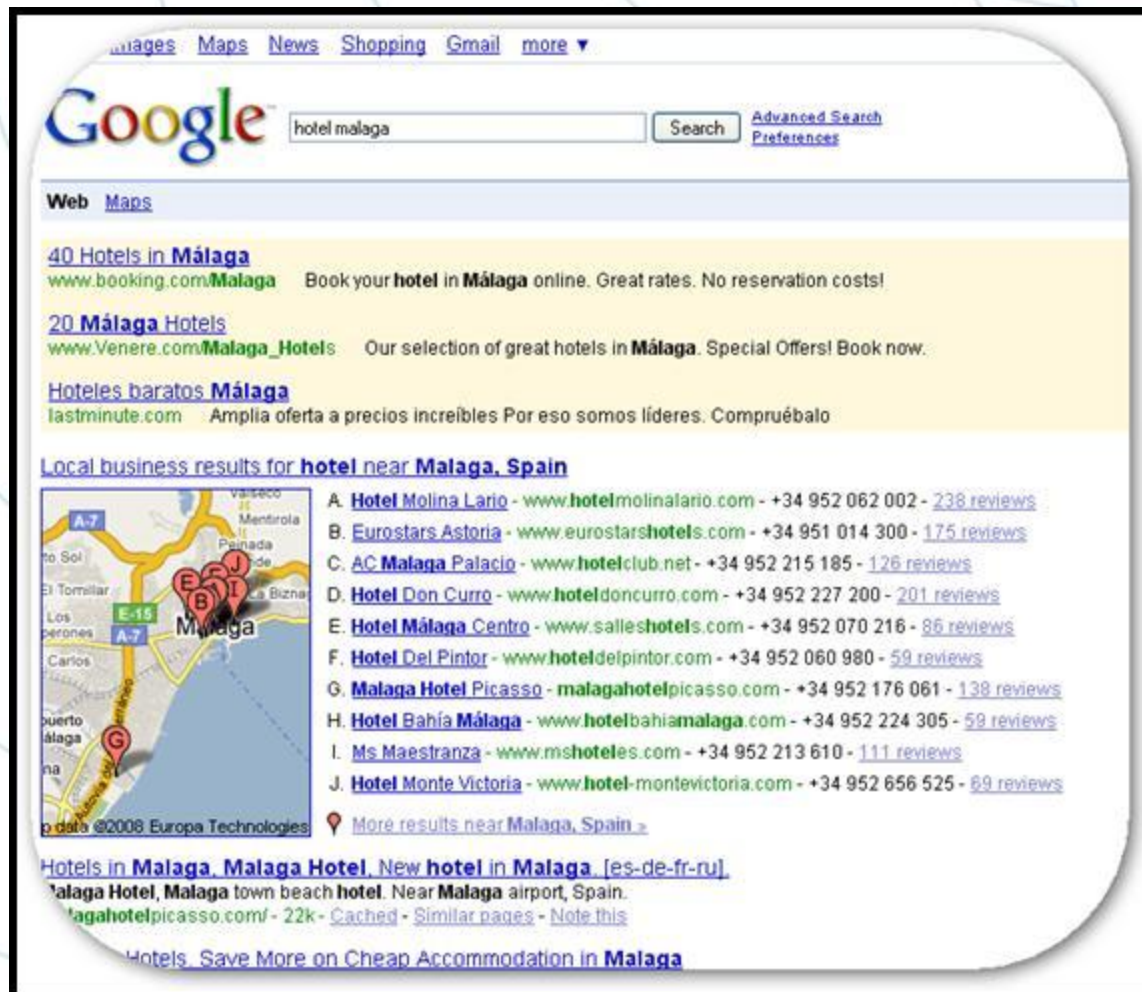 Images Maps News Shopping Gmail more ▼
Google™ hotel malaga Search Advanced Search
Preferences
Web Maps
40 Hotels in Málaga
www.booking.com/Malaga Book your hotel in Málaga online. Great rates. No reservation costs!
20 Málaga Hotels
www.Venere.com/Malaga_Hotels Our selection of great hotels in Málaga. Special Offers! Book now.
Hoteles baratos Málaga
lastminute.com Amplia oferta a precios increíbles Por eso somos líderes. Compruébalo
Local business results for hotel near Malaga, Spain
A. Hotel Molina Lario - www.hotelmolinalario.com - +34 952 062 002 - 238 reviews
B. Eurostars Astoria - www.eurostarshotels.com - +34 951 014 300 - 175 reviews
C. AC Malaga Palacio - www.hotelclub.net - +34 952 215 185 - 126 reviews
D. Hotel Don Curro - www.hoteldoncurro.com - +34 952 227 200 - 201 reviews
E. Hotel Málaga Centro - www.salleshotels.com - +34 952 070 216 - 86 reviews
F. Hotel Del Pintor - www.hoteldelpintor.com - +34 952 060 980 - 59 reviews
G. Malaga Hotel Picasso - malagahotelpicasso.com - +34 952 176 061 - 138 reviews
H. Hotel Bahía Málaga - www.hotelbahiamalaga.com - +34 952 224 305 - 59 reviews
I. Ms Maestranza - www.mshoteles.com - +34 952 213 610 - 111 reviews
J. Hotel Monte Victoria - www.hotel-montevictoria.com - +34 952 656 525 - 69 reviews
More results near Malaga, Spain »
A-7
Mentirola
Peinada
to Sol
El Tomillar
E-15
A-7
Los
Málaga
Carlos
puerto
álaga
G
p data ©2008 Europa Technologies
Hotels in Malaga, Malaga Hotel, New hotel in Malaga. [es-de-fr-ru].
Malaga Hotel, Malaga town beach hotel. Near Malaga airport, Spain.
lagahotelpicasso.com/ - 22k - Cached - Similar pages - Note this
Hotels. Save More on Cheap Accommodation in Malaga